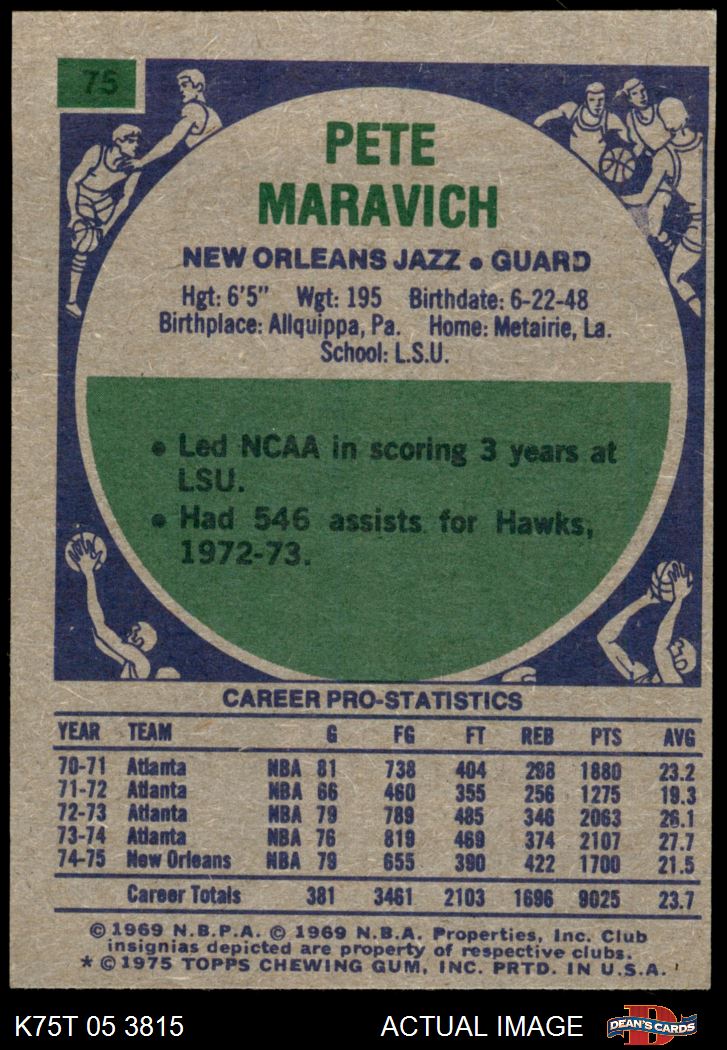 75
PETE
MARAVICH
NEW ORLEANS JAZZ • GUARD
Hgt: 6'5" Wgt: 195 Birthdate: 6-22-48
Birthplace: Allquippa, Pa. Home: Metairie, La.
School: L.S.U.
• Led NCAA in scoring 3 years at
LSU.
• Had 546 assists for Hawks,
1972-73.
CAREER PRO-STATISTICS
YEAR TEAM G FG FT REB PTS AVG
70-71 Atlanta NBA 81 738 404 298 1880 23.2
71-72 Atlanta NBA 66 460 355 256 1275 19.3
72-73 Atlanta NBA 79 789 485 346 2063 26.1
73-74 Atlanta NBA 76 819 469 374 2107 27.7
74-75 New Orleans NBA 79 655 390 422 1700 21.5
Career Totals 381 3461 2103 1696 9025 23.7
© 1969 N.B.P.A. © 1969 N.B.A. Properties, Inc. Club
insignias depicted are property of respective clubs.
* © 1975 TOPPS CHEWING GUM, INC. PRTD. IN U.S.A.
K75T 05 3815 ACTUAL IMAGE D DEAN'S CARDS